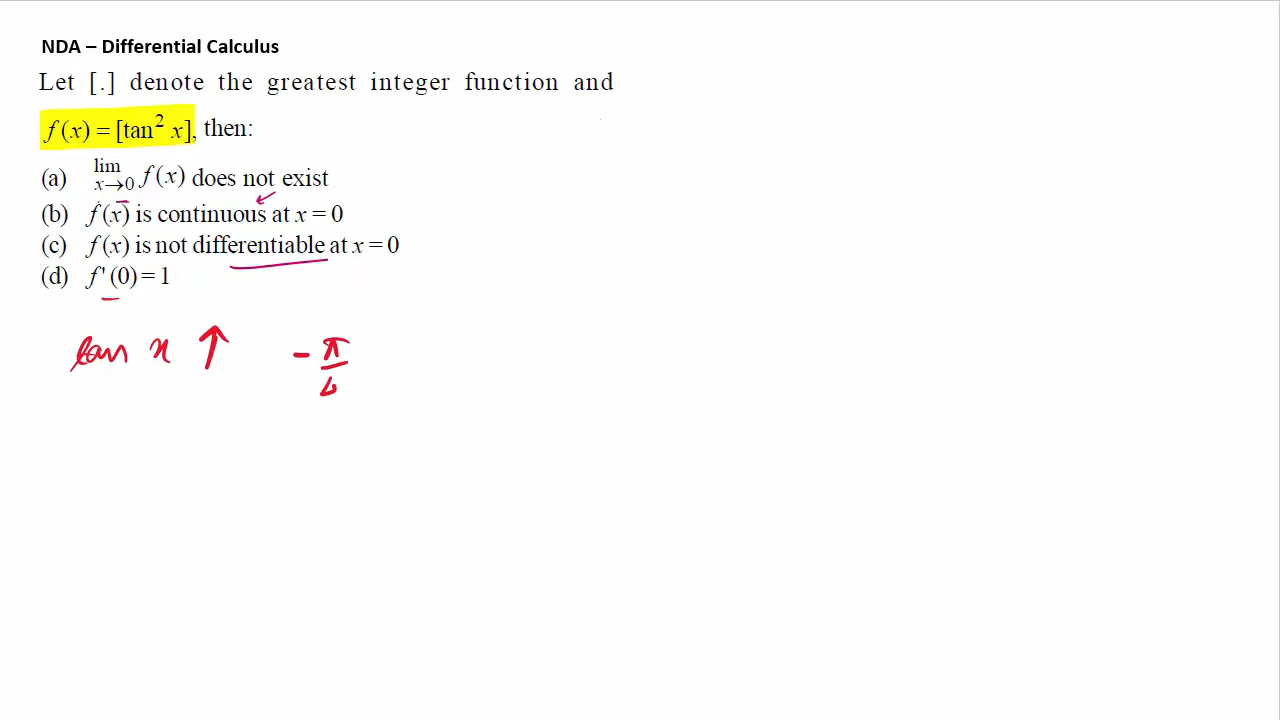 NDA – Differential Calculus
Let [.] denote the greatest integer function and
f(x) = [tan² x], then:
(a) lim x→0 f(x) does not exist
(b) f(x) is continuous at x = 0
(c) f(x) is not differentiable at x = 0
(d) f'(0) = 1
tan x ↑ -π/4